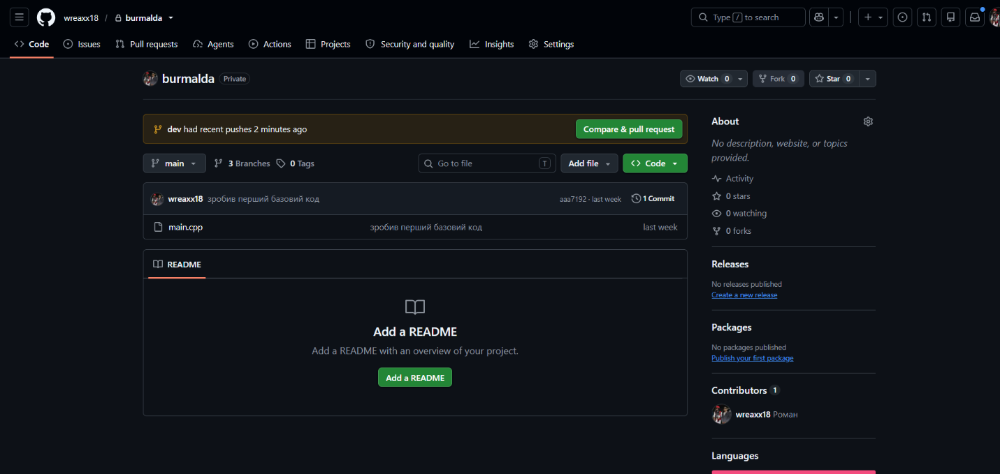 wreaxx18 / burmalda
Type / to search
Code Issues Pull requests Agents Actions Projects Security and quality Insights Settings
burmalda Private
Watch 0 Fork 0 Star 0
dev had recent pushes 2 minutes ago
Compare & pull request
main 3 Branches 0 Tags
Go to file T
Add file Code
wreaxx18 зробив перший базовий код aaa7192 · last week 1 Commit
main.cpp зробив перший базовий код last week
README
Add a README
Add a README with an overview of your project.
Add a README
About
No description, website, or topics
provided.
Activity
0 stars
0 watching
0 forks
Releases
No releases published
Create a new release
Packages
No packages published
Publish your first package
Contributors 1
wreaxx18 Роман
Languages